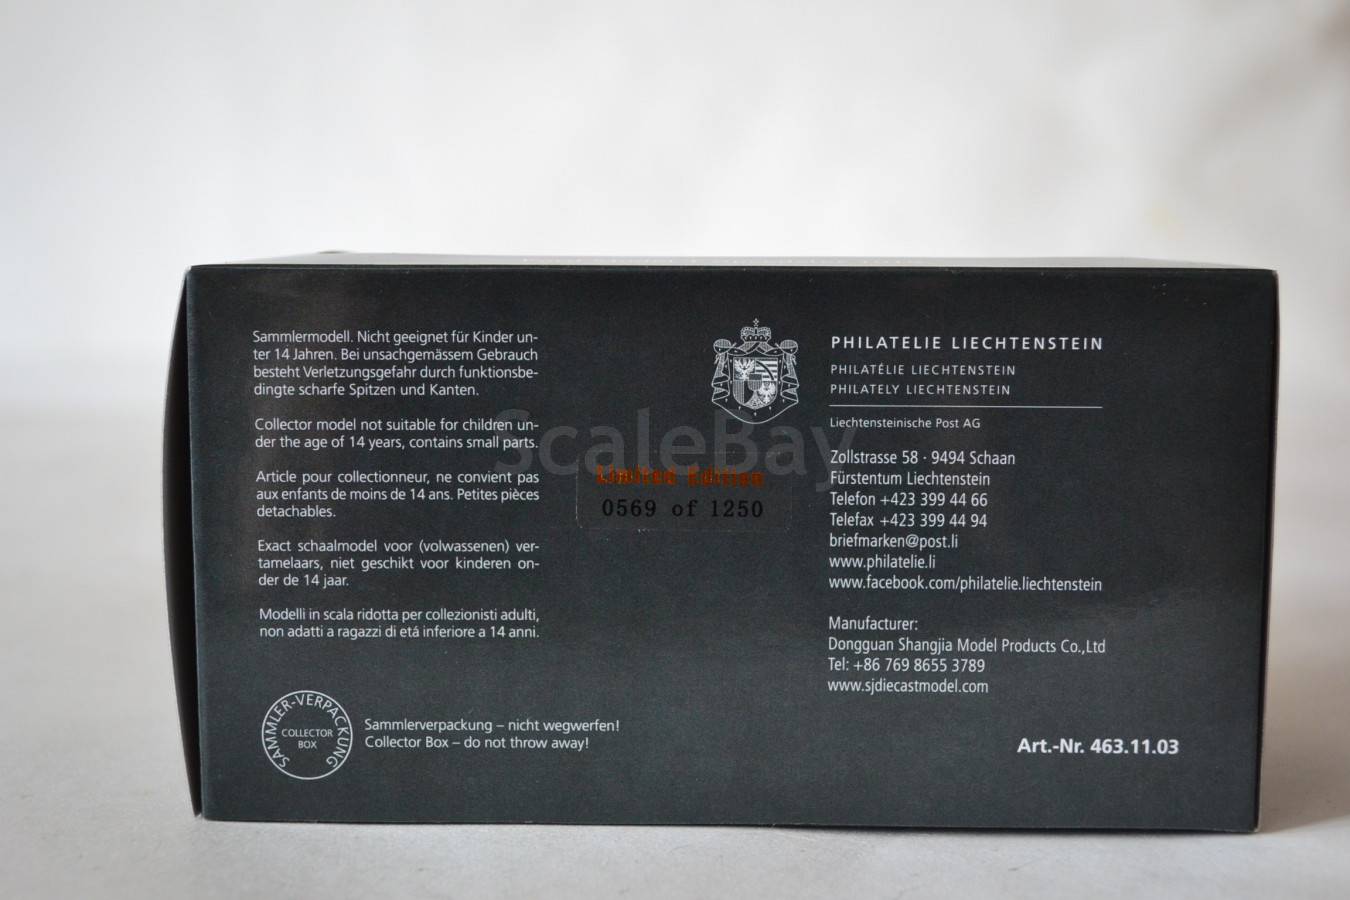 Sammlermodell. Nicht geeignet für Kinder un-
ter 14 Jahren. Bei unsachgemässem Gebrauch
besteht Verletzungsgefahr durch funktionsbe-
dingte scharfe Spitzen und Kanten.
Collector model not suitable for children un-
der the age of 14 years, contains small parts.
Article pour collectionneur, ne convient pas
aux enfants de moins de 14 ans. Petites pièces
detachables.
Exact schaalmodel voor (volwassenen) ver-
tamelaars, niet geschikt voor kinderen on-
der de 14 jaar.
Modelli in scala ridotta per collezionisti adulti,
non adatti a ragazzi di etá inferiore a 14 anni.
SAMMLER-VERPACKUNG
COLLECTOR
BOX
Sammlerverpackung – nicht wegwerfen!
Collector Box – do not throw away!
ScaleBay
Limited Edition
0569 of 1250
PHILATELIE LIECHTENSTEIN
PHILATÉLIE LIECHTENSTEIN
PHILATELY LIECHTENSTEIN
Liechtensteinische Post AG
Zollstrasse 58 · 9494 Schaan
Fürstentum Liechtenstein
Telefon +423 399 44 66
Telefax +423 399 44 94
briefmarken@post.li
www.philatelie.li
www.facebook.com/philatelie.liechtenstein
Manufacturer:
Dongguan Shangjia Model Products Co.,Ltd
Tel: +86 769 8655 3789
www.sjdiecastmodel.com
Art.-Nr. 463.11.03